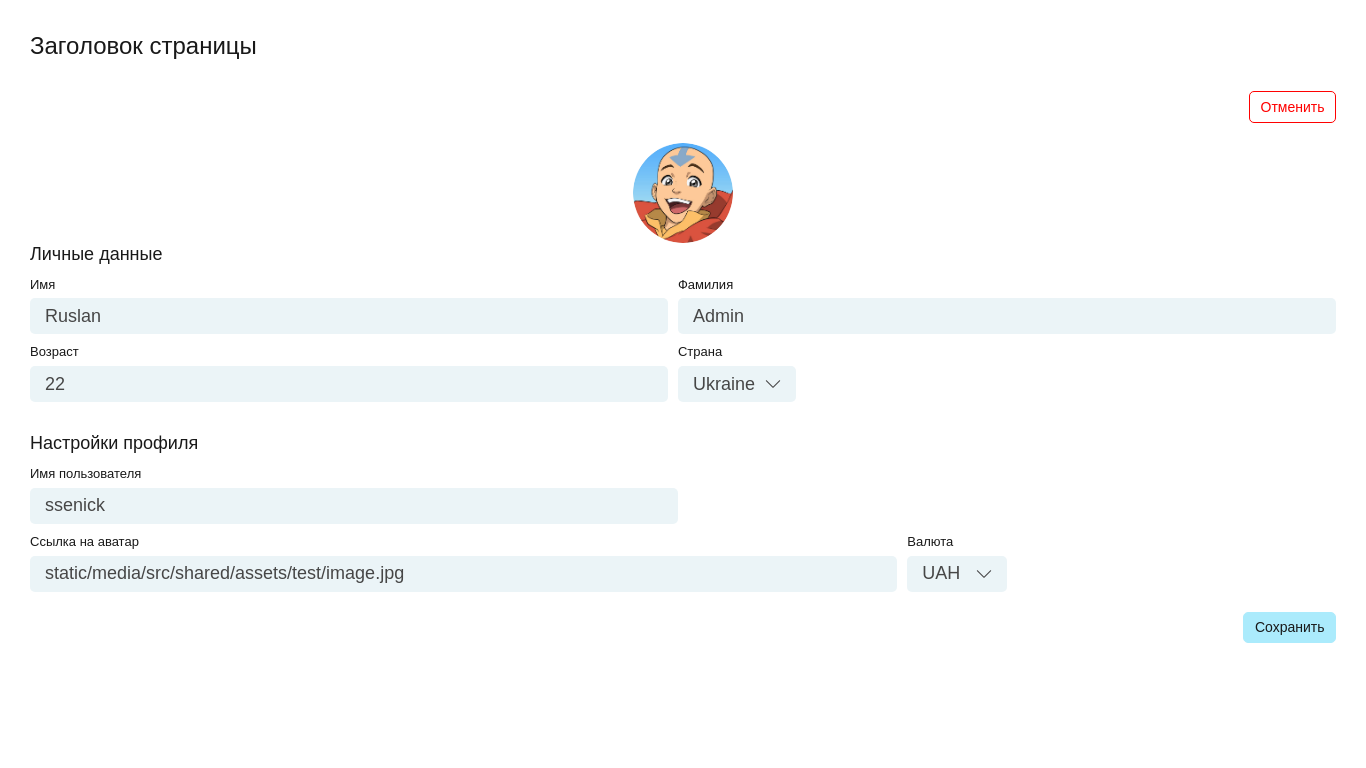 Заголовок страницы
Отменить
Личные данные
Имя
Фамилия
Ruslan
Admin
Возраст
Страна
22
Ukraine
Настройки профиля
Имя пользователя
ssenick
Ссылка на аватар
Валюта
static/media/src/shared/assets/test/image.jpg
UAH
Сохранить